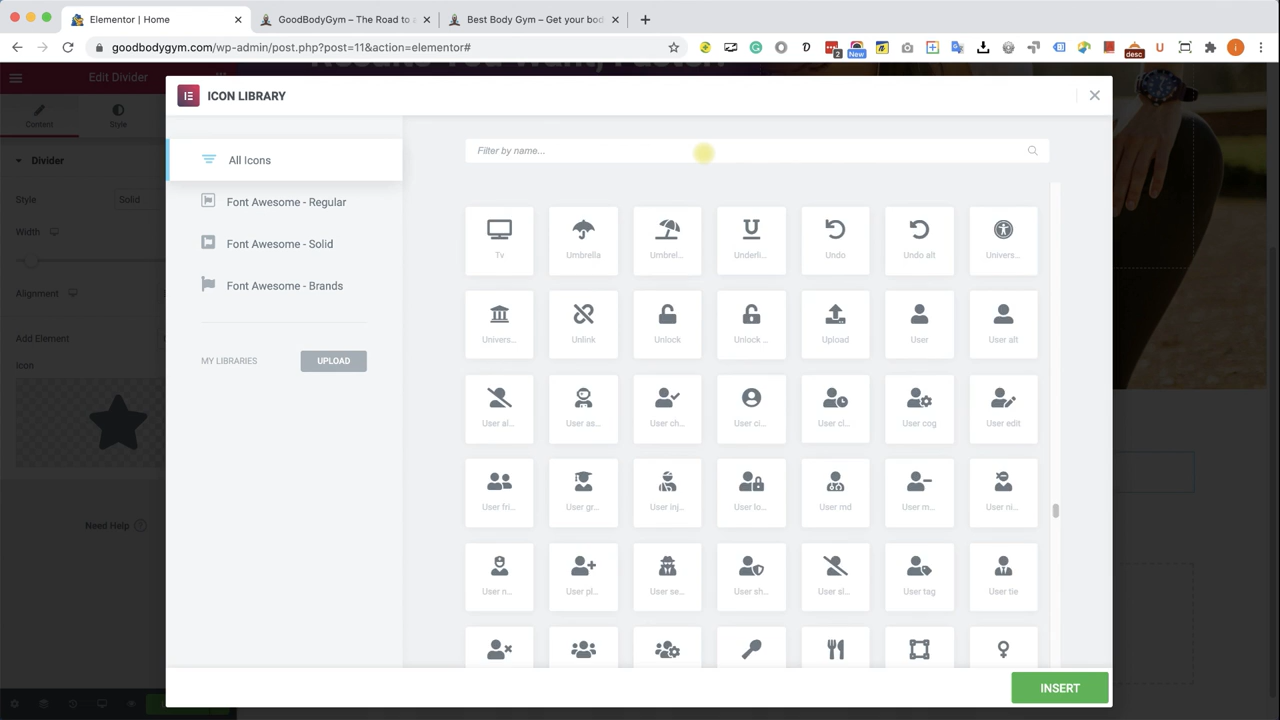 Elementor | Home
GoodBodyGym – The Road to a
Best Body Gym – Get your bod
goodbodygym.com/wp-admin/post.php?post=11&action=elementor#
2
New
desc
i
Edit Divider
ICON LIBRARY
Content
Style
All Icons
Filter by name...
Divider
Font Awesome - Regular
Style
Solid
Font Awesome - Solid
Width
Font Awesome - Brands
Alignment
Add Element
MY LIBRARIES
UPLOAD
Icon
Need Help
Tv
Umbrella
Umbrel...
Underli...
Undo
Undo alt
Univers...
Univers...
Unlink
Unlock
Unlock ...
Upload
User
User alt
User al...
User as...
User ch...
User ci...
User cl...
User cog
User edit
User fri...
User gr...
User inj...
User lo...
User md
User m...
User ni...
User n...
User pl...
User se...
User sh...
User sl...
User tag
User tie
INSERT